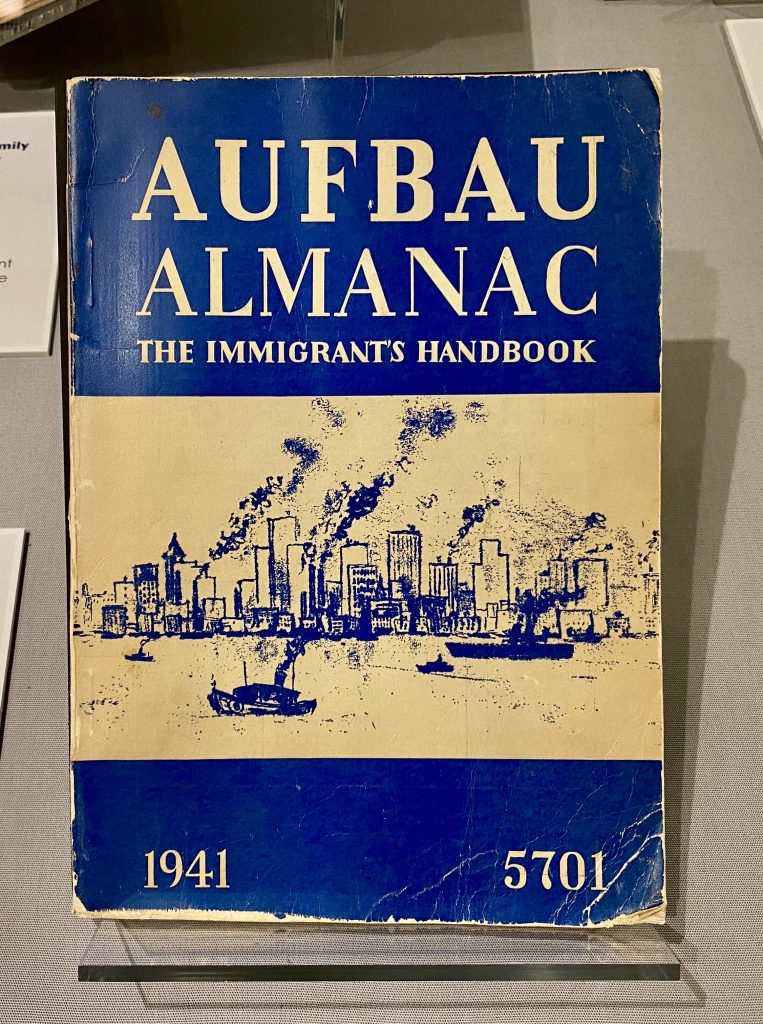 AUFBAU
ALMANAC
THE IMMIGRANT'S HANDBOOK
1941 5701